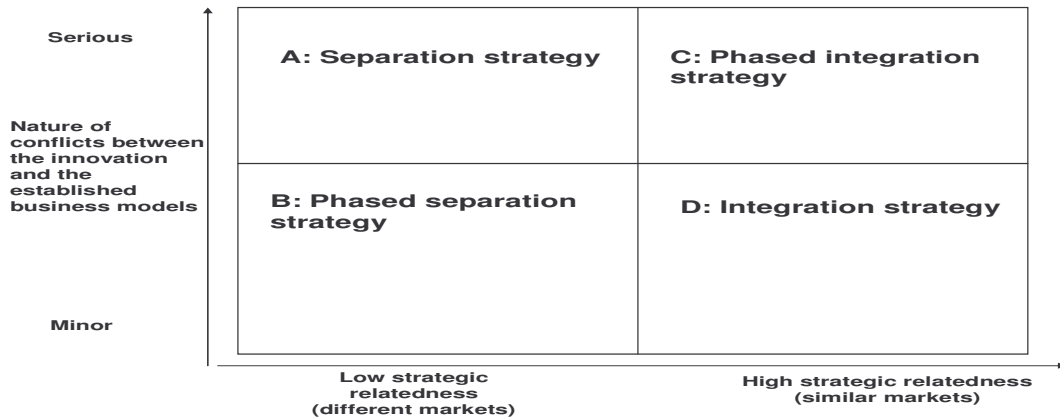 Serious
A: Separation strategy
C: Phased integration
strategy
Nature of
conflicts between
the innovation
and the
established
business models
B: Phased separation
strategy
D: Integration strategy
Minor
Low strategic
relatedness
(different markets)
High strategic relatedness
(similar markets)